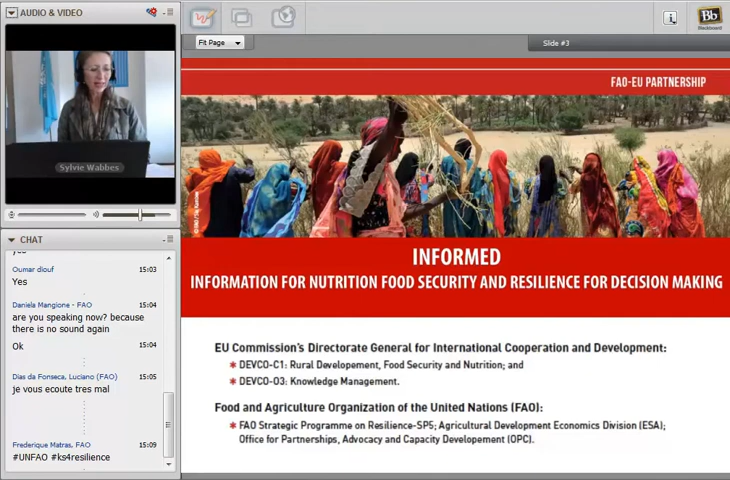 AUDIO & VIDEO
Sylvie Wabbes
CHAT
yes
Oumar diouf 15:03
Yes
Daniela Mangione - FAO 15:04
are you speaking now? because
there is no sound again
Ok 15:04
Dias da Fonseca, Luciano (FAO) 15:05
je vous ecoute tres mal
Frederique Matras, FAO 15:09
#UNFAO #ks4resilience
Fit Page
Slide #3
i
Bb
Blackboard
FAO-EU PARTNERSHIP
INFORMED
INFORMATION FOR NUTRITION FOOD SECURITY AND RESILIENCE FOR DECISION MAKING
EU Commission's Directorate General for International Cooperation and Development:
DEVCO-C1: Rural Developement, Food Security and Nutrition; and
DEVCO-O3: Knowledge Management.
Food and Agriculture Organization of the United Nations (FAO):
FAO Strategic Programme on Resilience-SP5; Agricultural Development Economics Division (ESA);
Office for Partnerships, Advocacy and Capacity Developement (OPC).